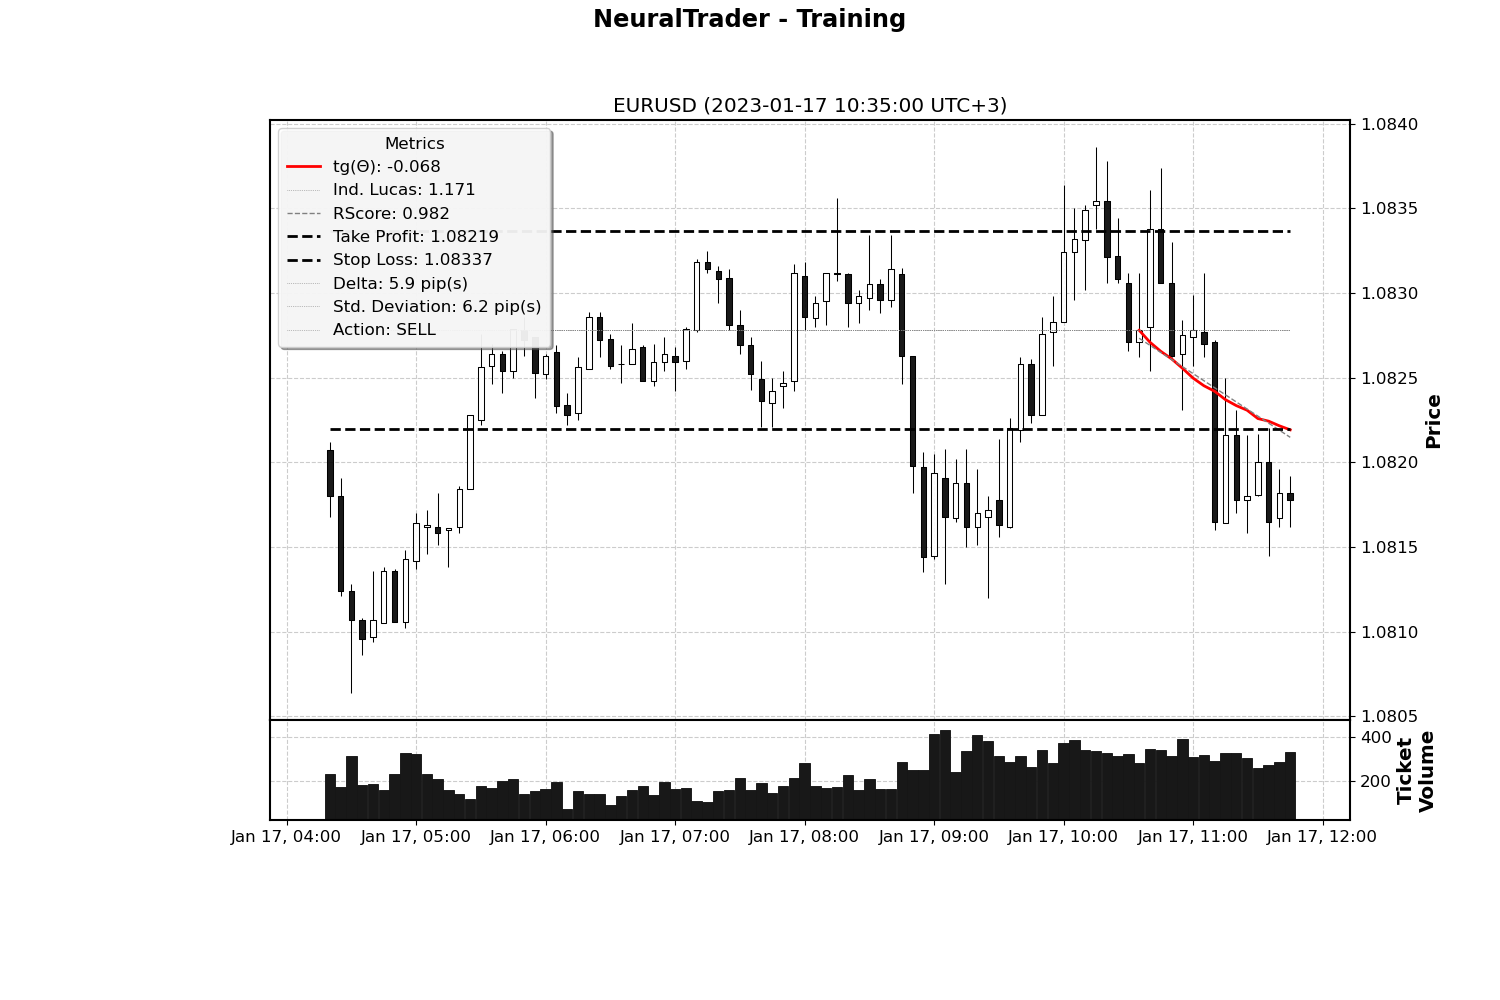 NeuralTrader - Training
EURUSD (2023-01-17 10:35:00 UTC+3)
Metrics
tg(Θ): -0.068
Ind. Lucas: 1.171
RScore: 0.982
Take Profit: 1.08219
Stop Loss: 1.08337
Delta: 5.9 pip(s)
Std. Deviation: 6.2 pip(s)
Action: SELL
1.0840
1.0835
1.0830
1.0825
1.0820
1.0815
1.0810
1.0805
Price
400
200
Ticket
Volume
Jan 17, 04:00
Jan 17, 05:00
Jan 17, 06:00
Jan 17, 07:00
Jan 17, 08:00
Jan 17, 09:00
Jan 17, 10:00
Jan 17, 11:00
Jan 17, 12:00